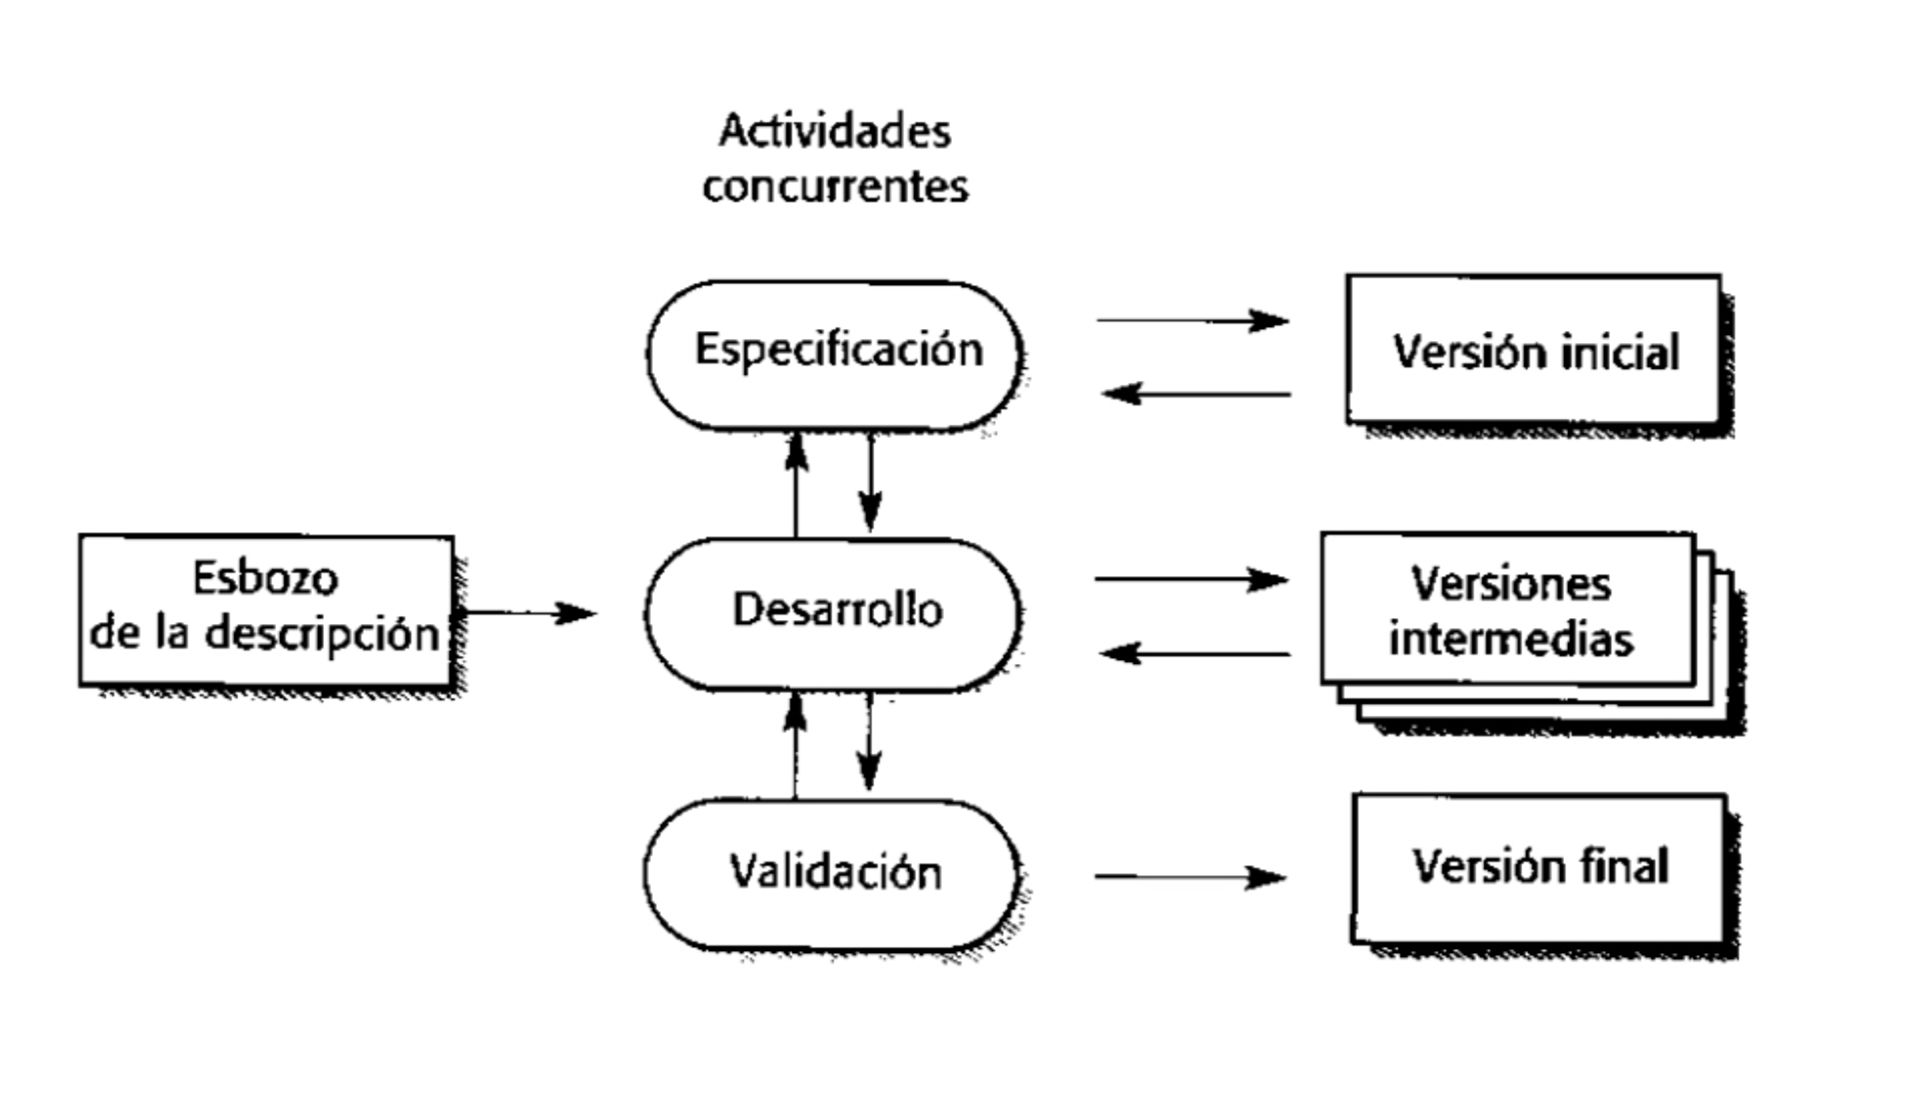 Actividades
concurrentes
Especificación
Versión inicial
Esbozo
de la descripción
Desarrollo
Versiones
intermedias
Validación
Versión final